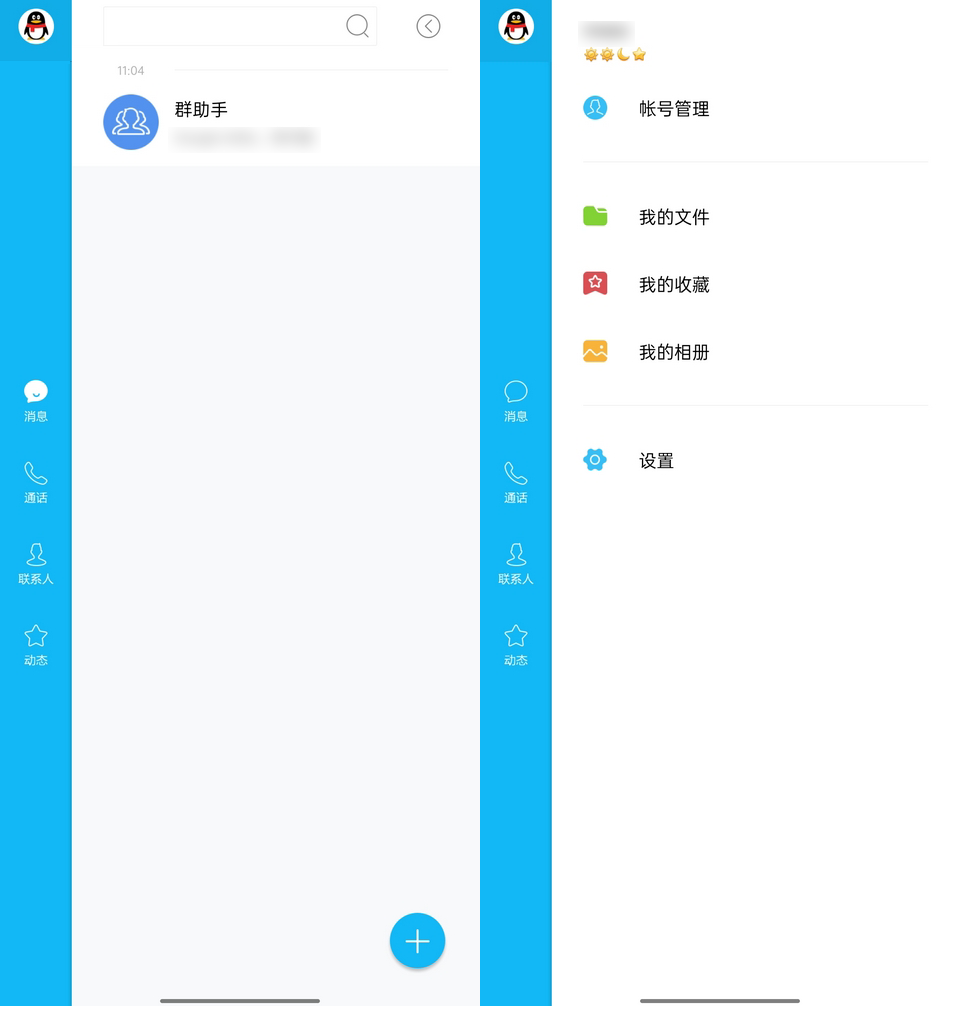 11:04
群助手
消息
通话
联系人
动态
帐号管理
我的文件
我的收藏
我的相册
设置
消息
通话
联系人
动态